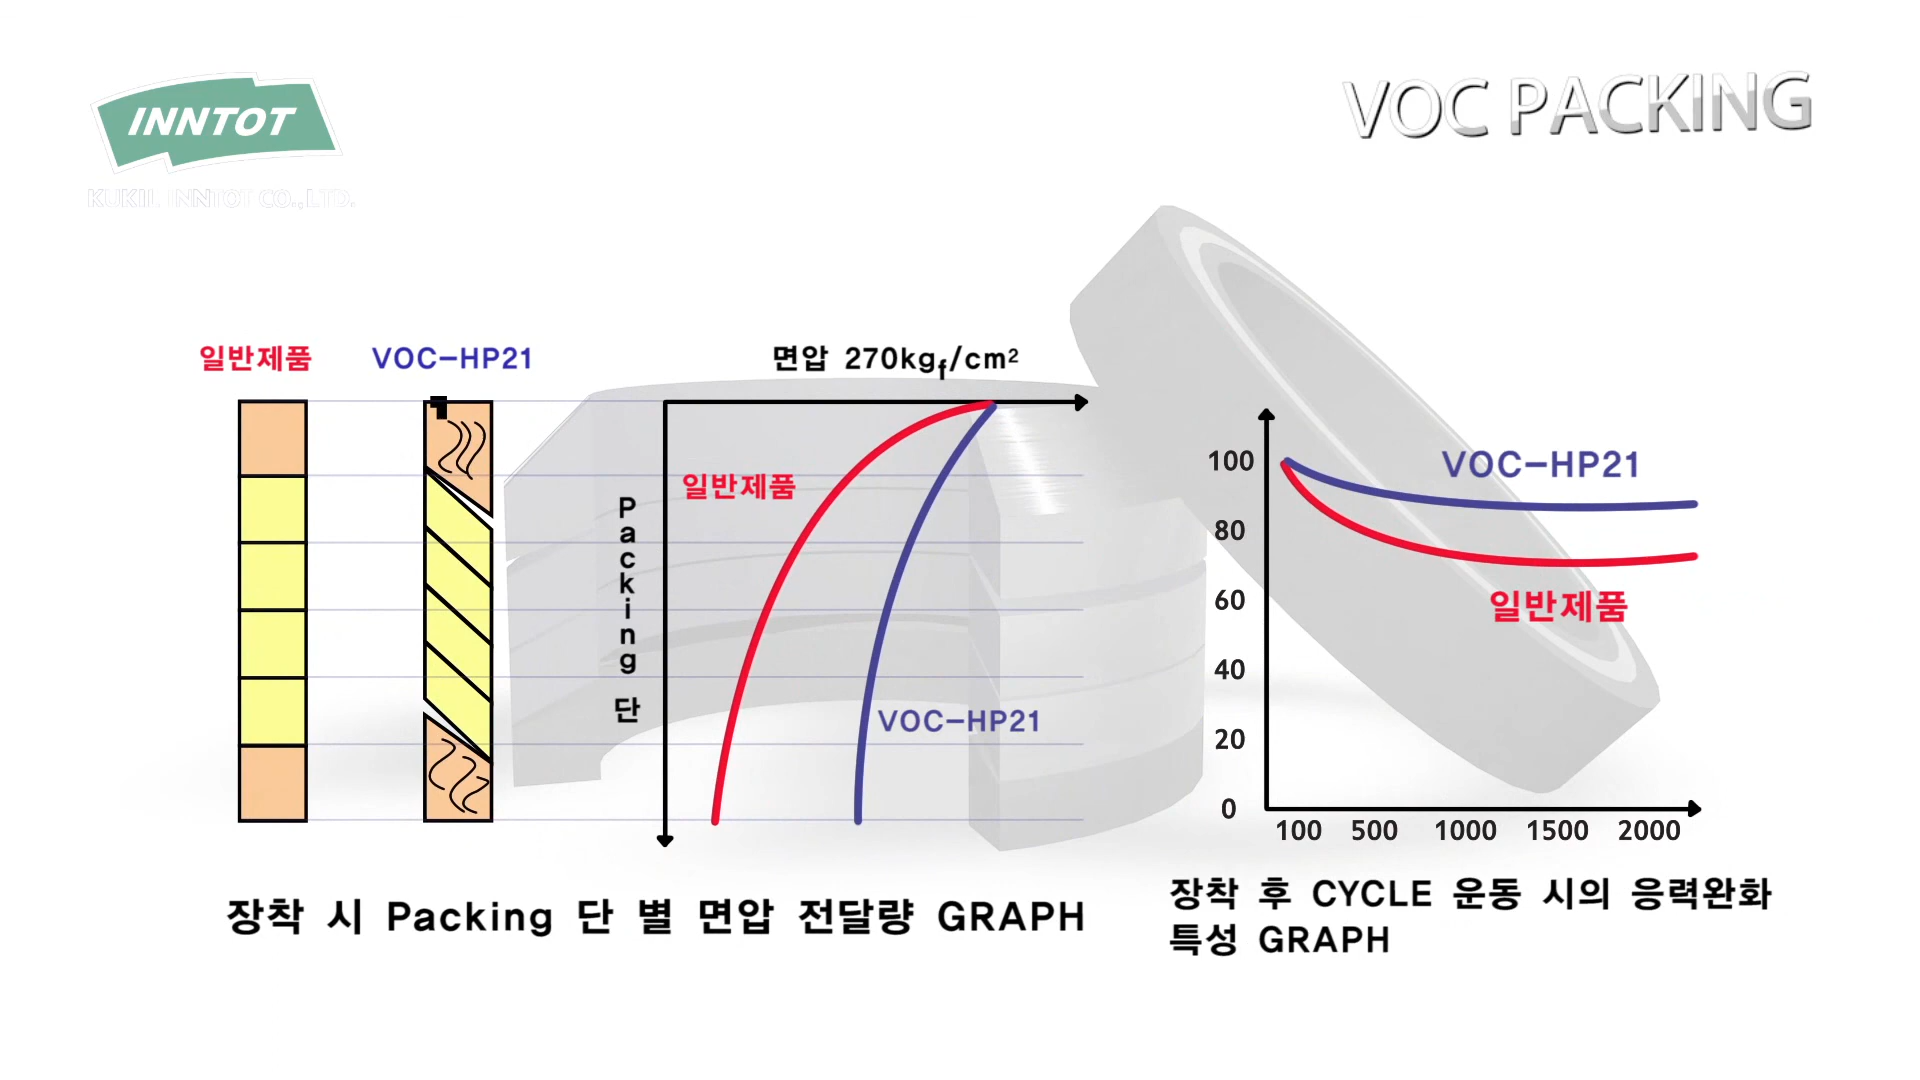 INNTOT
KUKIL INNTOT CO.,LTD.
VOC PACKING
일반제품
VOC-HP21
면압 270kgf/cm²
Packing 단
일반제품
VOC-HP21
장착 시 Packing 단 별 면압 전달량 GRAPH
100
80
60
40
20
0
100 500 1000 1500 2000
VOC-HP21
일반제품
장착 후 CYCLE 운동 시의 응력완화
특성 GRAPH